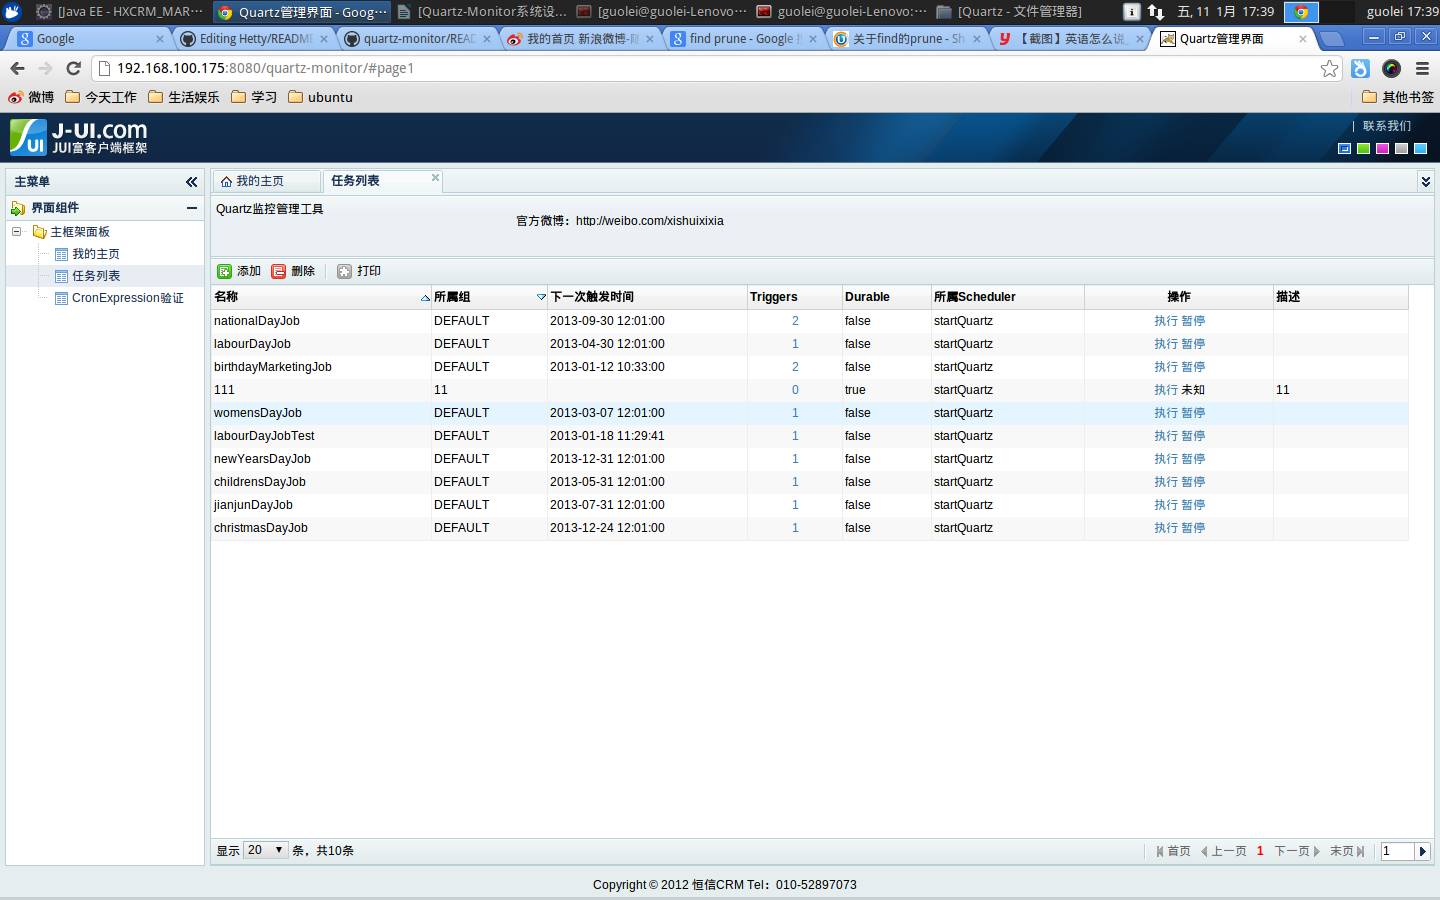 [Java EE - HXCRM_MAR··· Quartz管理界面 - Goog··· [Quartz-Monitor系统设... [guolei@guolei-Lenovo··· guolei@guolei-Lenovo:··· [Quartz - 文件管理器] 五, 11 1月 17:39 guolei 17:39
Google Editing Hetty/README quartz-monitor/READ 我的首页 新浪微博-随 find prune - Google 关于find的prune - Sh 【截图】英语怎么说_ Quartz管理界面
192.168.100.175:8080/quartz-monitor/#page1
微博 今天工作 生活娱乐 学习 ubuntu 其他书签
J-UI.com
JUI富客户端框架
| 联系我们
主菜单
我的主页 任务列表
界面组件
Quartz监控管理工具
官方微博：http://weibo.com/xishuixixia
主框架面板
我的主页
任务列表
CronExpression验证
添加 删除 打印
名称 所属组 下一次触发时间 Triggers Durable 所属Scheduler 操作 描述
nationalDayJob DEFAULT 2013-09-30 12:01:00 2 false startQuartz 执行 暂停
labourDayJob DEFAULT 2013-04-30 12:01:00 1 false startQuartz 执行 暂停
birthdayMarketingJob DEFAULT 2013-01-12 10:33:00 2 false startQuartz 执行 暂停
111 11 0 true startQuartz 执行 未知 11
womensDayJob DEFAULT 2013-03-07 12:01:00 1 false startQuartz 执行 暂停
labourDayJobTest DEFAULT 2013-01-18 11:29:41 1 false startQuartz 执行 暂停
newYearsDayJob DEFAULT 2013-12-31 12:01:00 1 false startQuartz 执行 暂停
childrensDayJob DEFAULT 2013-05-31 12:01:00 1 false startQuartz 执行 暂停
jianjunDayJob DEFAULT 2013-07-31 12:01:00 1 false startQuartz 执行 暂停
christmasDayJob DEFAULT 2013-12-24 12:01:00 1 false startQuartz 执行 暂停
显示 20 条，共10条 首页 上一页 1 下一页 末页 1
Copyright © 2012 恒信CRM Tel：010-52897073